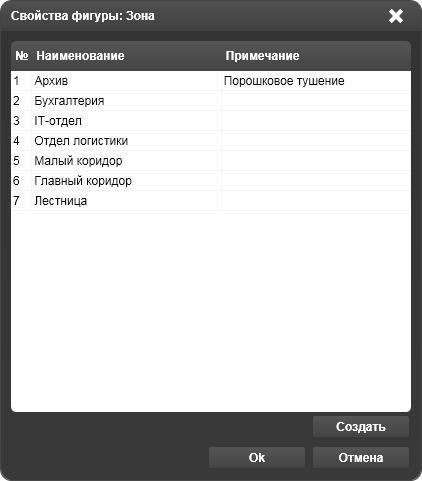 Свойства фигуры: Зона
№ Наименование Примечание
1 Архив Порошковое тушение
2 Бухгалтерия
3 IT-отдел
4 Отдел логистики
5 Малый коридор
6 Главный коридор
7 Лестница
Создать
Ok Отмена